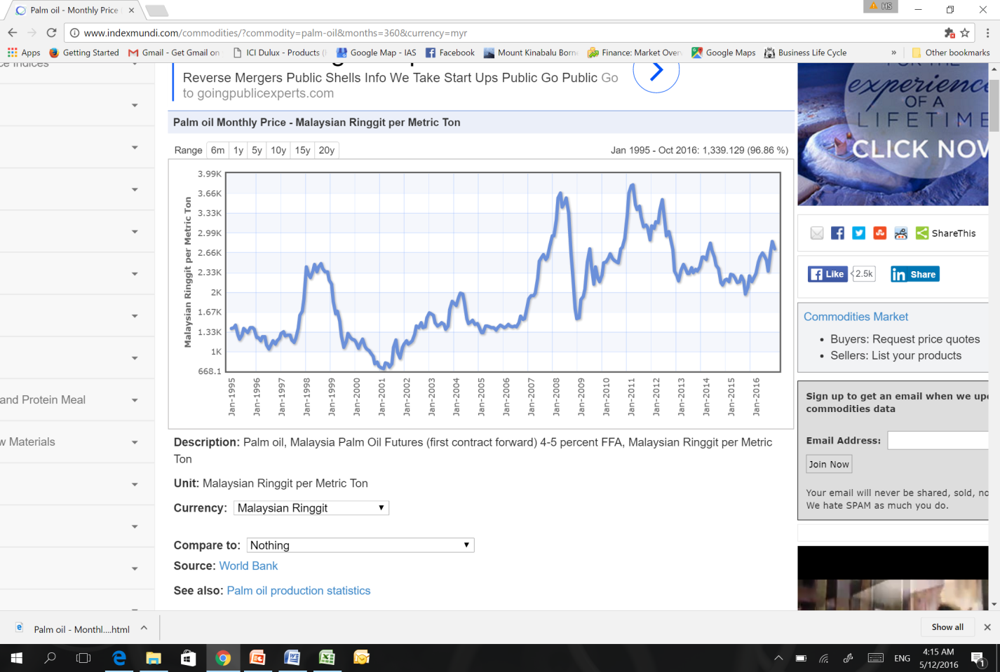 Palm oil - Monthly Price
HS
www.indexmundi.com/commodities/?commodity=palm-oil&months=360&currency=myr
Apps
Getting Started
Gmail - Get Gmail on
ICI Dulux - Products (
Google Map - IAS
Facebook
Mount Kinabalu Born
Finance: Market Over
Google Maps
Business Life Cycle
»
Other bookmarks
ce Indices
and Protein Meal
w Materials
Reverse Mergers Public Shells Info We Take Start Ups Public Go Public Go
to goingpublicexperts.com
Palm oil Monthly Price - Malaysian Ringgit per Metric Ton
Range 6m 1y 5y 10y 15y 20y
Jan 1995 - Oct 2016: 1,339.129 (96.86 %)
Malaysian Ringgit per Metric Ton
3.99K
3.66K
3.33K
2.99K
2.66K
2.33K
2K
1.67K
1.33K
1K
668.1
Jan-1995
Jan-1996
Jan-1997
Jan-1998
Jan-1999
Jan-2000
Jan-2001
Jan-2002
Jan-2003
Jan-2004
Jan-2005
Jan-2006
Jan-2007
Jan-2008
Jan-2009
Jan-2010
Jan-2011
Jan-2012
Jan-2013
Jan-2014
Jan-2015
Jan-2016
Description: Palm oil, Malaysia Palm Oil Futures (first contract forward) 4-5 percent FFA, Malaysian Ringgit per Metric
Ton
Unit: Malaysian Ringgit per Metric Ton
Currency: Malaysian Ringgit
Compare to: Nothing
Source: World Bank
See also: Palm oil production statistics
FOR THE
experience
OF A
LIFETIME
CLICK NOW
ShareThis
Like 2.5k
in Share
Commodities Market
• Buyers: Request price quotes
• Sellers: List your products
Sign up to get an email when we up
commodities data
Email Address:
Join Now
Your email will never be shared, sold, no
We hate SPAM as much you do.
Palm oil - Monthl....html
Show all
ENG
4:15 AM
5/12/2016
1